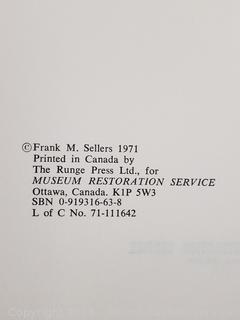 ©Frank M. Sellers 1971
Printed in Canada by
The Runge Press Ltd., for
MUSEUM RESTORATION SERVICE
Ottawa, Canada. K1P 5W3
SBN 0-919316-63-8
L of C No. 71-111642